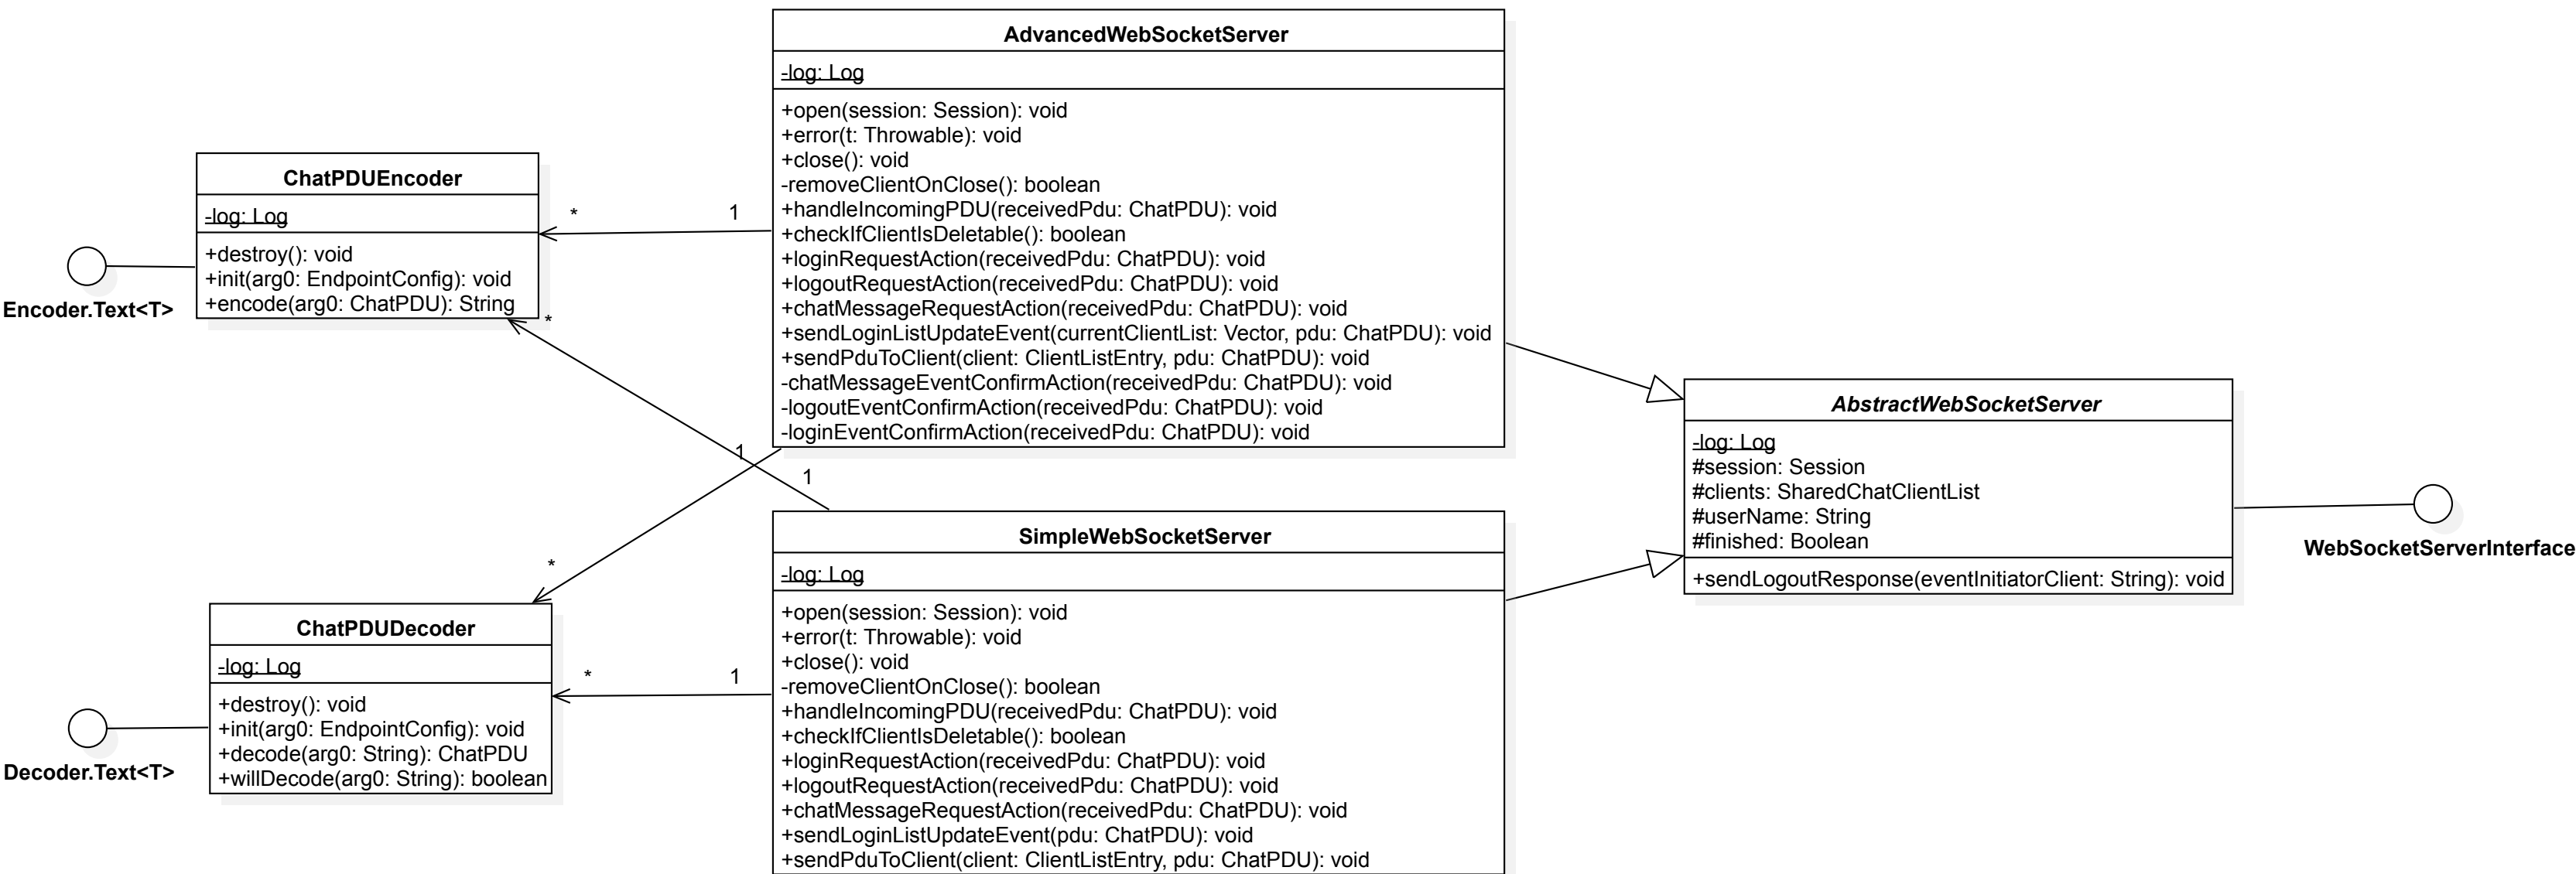 AdvancedWebSocketServer
-log: Log
+open(session: Session): void
+error(t: Throwable): void
+close(): void
-removeClientOnClose(): boolean
+handleIncomingPDU(receivedPdu: ChatPDU): void
+checkIfClientIsDeletable(): boolean
+loginRequestAction(receivedPdu: ChatPDU): void
+logoutRequestAction(receivedPdu: ChatPDU): void
+chatMessageRequestAction(receivedPdu: ChatPDU): void
+sendLoginListUpdateEvent(currentClientList: Vector, pdu: ChatPDU): void
+sendPduToClient(client: ClientListEntry, pdu: ChatPDU): void
-chatMessageEventConfirmAction(receivedPdu: ChatPDU): void
-logoutEventConfirmAction(receivedPdu: ChatPDU): void
-loginEventConfirmAction(receivedPdu: ChatPDU): void
ChatPDUEncoder
-log: Log
+destroy(): void
+init(arg0: EndpointConfig): void
+encode(arg0: ChatPDU): String
* 1
Encoder.Text<T>
*
1
1
*
AbstractWebSocketServer
-log: Log
#session: Session
#clients: SharedChatClientList
#userName: String
#finished: Boolean
+sendLogoutResponse(eventInitiatorClient: String): void
WebSocketServerInterface
SimpleWebSocketServer
-log: Log
+open(session: Session): void
+error(t: Throwable): void
+close(): void
-removeClientOnClose(): boolean
+handleIncomingPDU(receivedPdu: ChatPDU): void
+checkIfClientIsDeletable(): boolean
+loginRequestAction(receivedPdu: ChatPDU): void
+logoutRequestAction(receivedPdu: ChatPDU): void
+chatMessageRequestAction(receivedPdu: ChatPDU): void
+sendLoginListUpdateEvent(pdu: ChatPDU): void
+sendPduToClient(client: ClientListEntry, pdu: ChatPDU): void
ChatPDUDecoder
-log: Log
+destroy(): void
+init(arg0: EndpointConfig): void
+decode(arg0: String): ChatPDU
+willDecode(arg0: String): boolean
* 1
Decoder.Text<T>